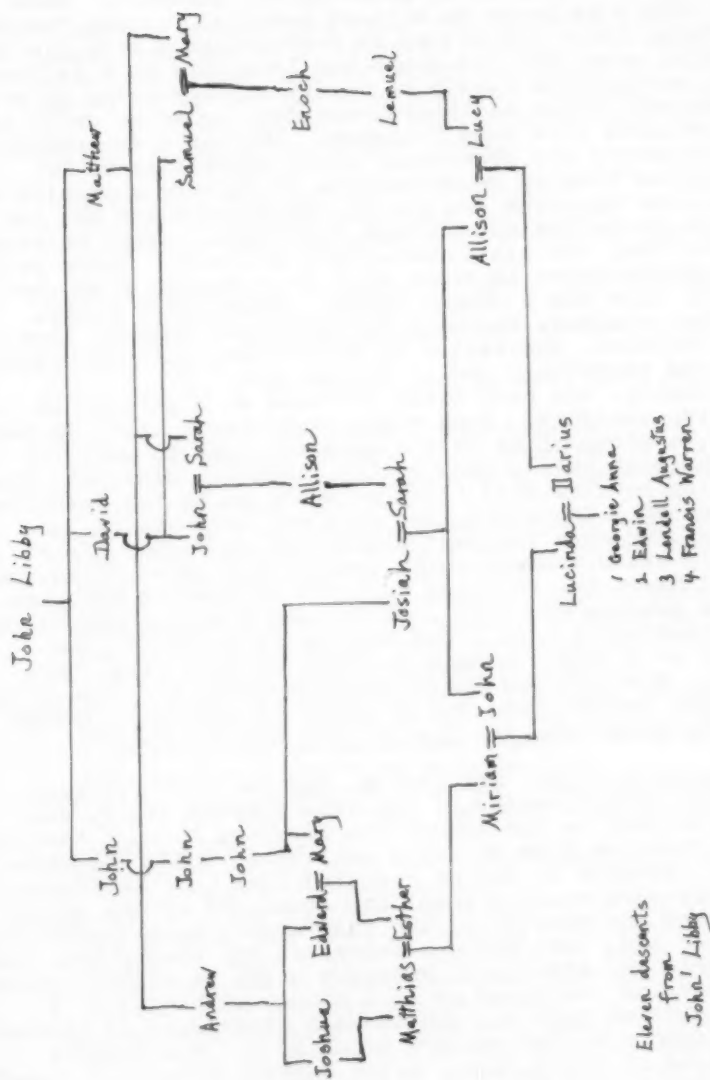 John Libby
John David Matthew
John
Andrew John John = Sarah Samuel = Mary
Joshua Edward = Mary Allison Enoch
Matthias = Esther Josiah = Sarah Lemuel
Miriam = John Allison = Lucy
Lucinda = Darius
1 Georgie Anna
2 Edwin
3 Lendell Augustus
4. Francis Warren
Eleven descents
from
John¹ Libby